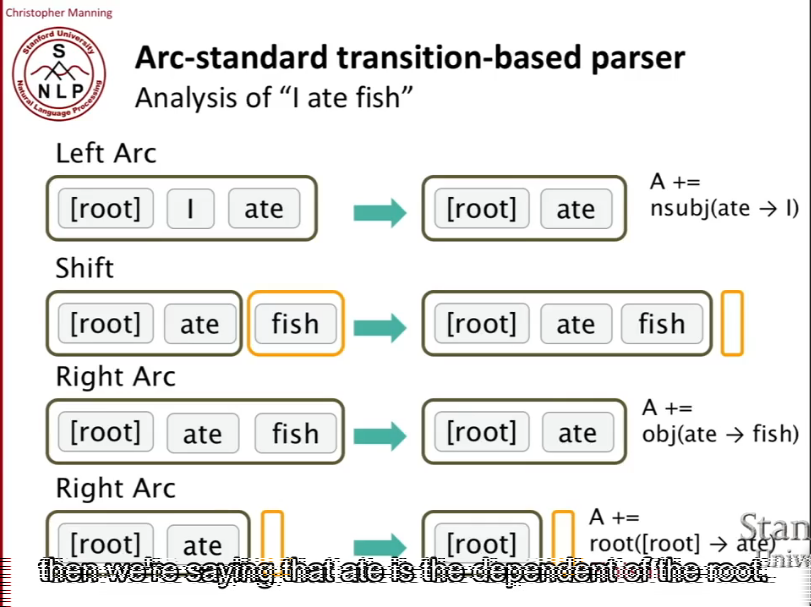 Christopher Manning
Stanford University
S
NLP
Natural Language Processing
Arc-standard transition-based parser
Analysis of “I ate fish”
Left Arc
[root] I ate [root] ate
A +=
nsubj(ate → I)
Shift
[root] ate fish [root] ate fish
Right Arc
[root] ate fish [root] ate
A +=
obj(ate → fish)
Right Arc
[root] ate [root]
A +=
root([root] → ate)
then we're saying that ate is the dependent of the root.